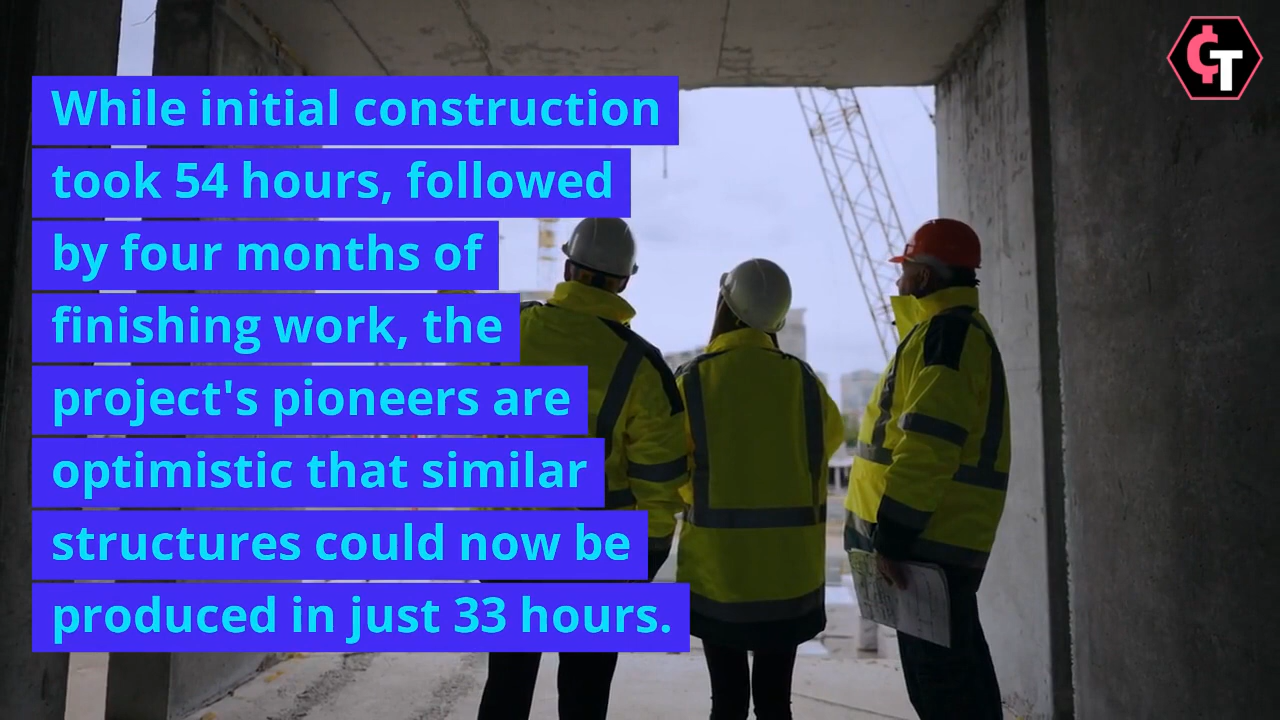 While initial construction
took 54 hours, followed
by four months of
finishing work, the
project's pioneers are
optimistic that similar
structures could now be
produced in just 33 hours.
CT